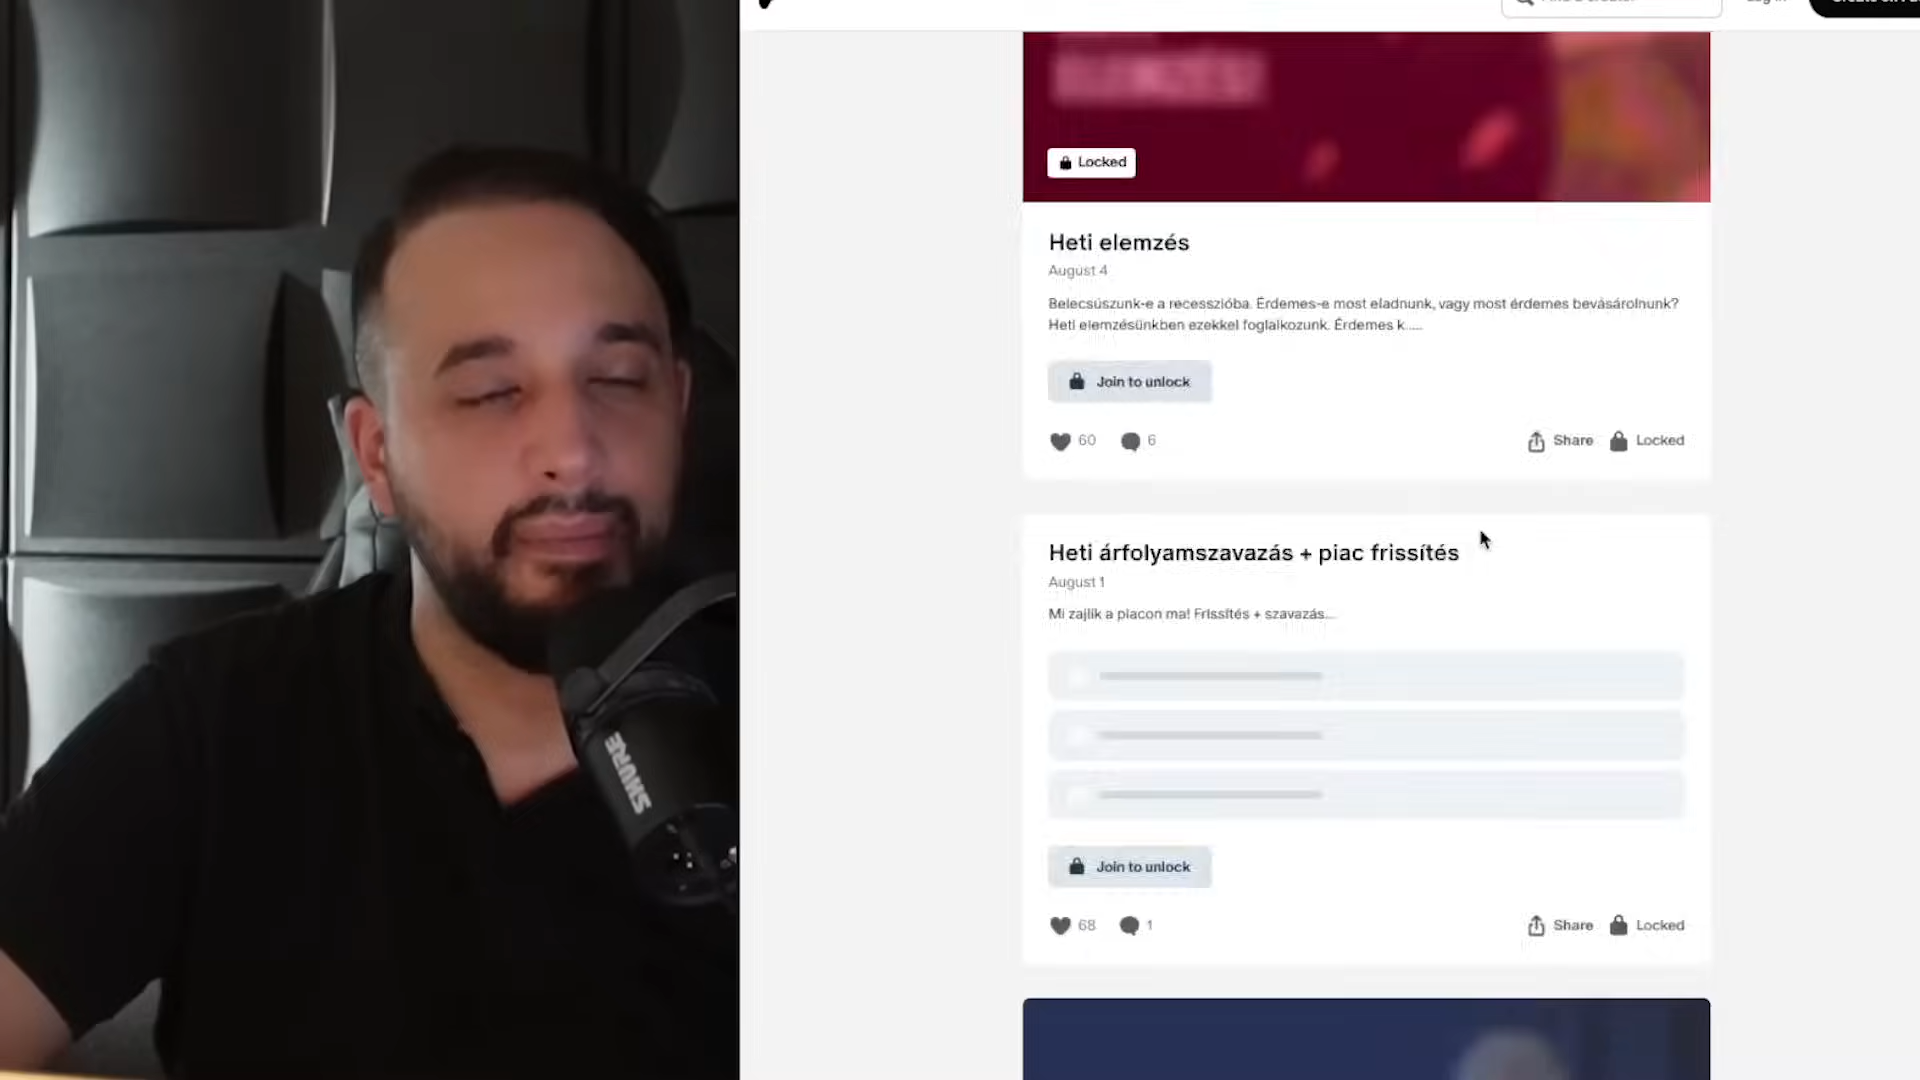 ELEMZÉS!
Locked
Heti elemzés
August 4
Belecsúszunk-e a recesszióba. Érdemes-e most eladnunk, vagy most érdemes bevásárolnunk?
Heti elemzésünkben ezekkel foglalkozunk. Érdemes k.....
Join to unlock
60 6 Share Locked
Heti árfolyamszavazás + piac frissítés
August 1
Mi zajlik a piacon ma! Frissítés + szavazás...
Join to unlock
68 1 Share Locked
SHURE